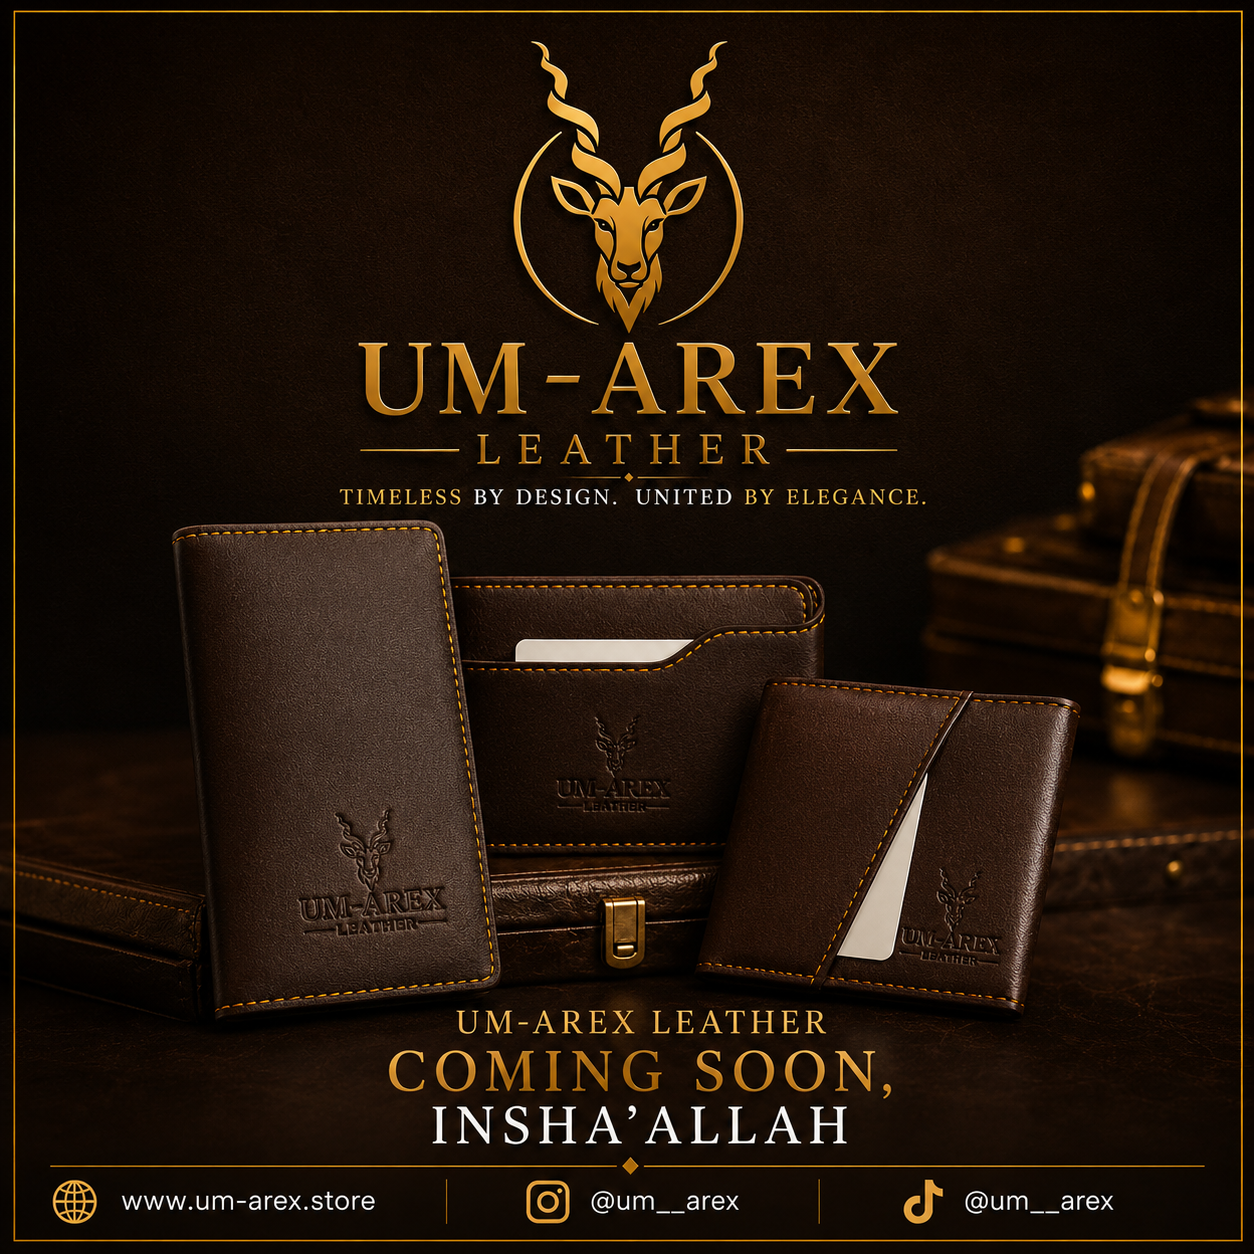 UM-AREX
LEATHER
TIMELESS BY DESIGN. UNITED BY ELEGANCE.
UM-AREX
LEATHER
UM-AREX
LEATHER
UM-AREX
LEATHER
UM-AREX LEATHER
COMING SOON,
INSHA'ALLAH
www.um-arex.store
@um__arex
@um__arex